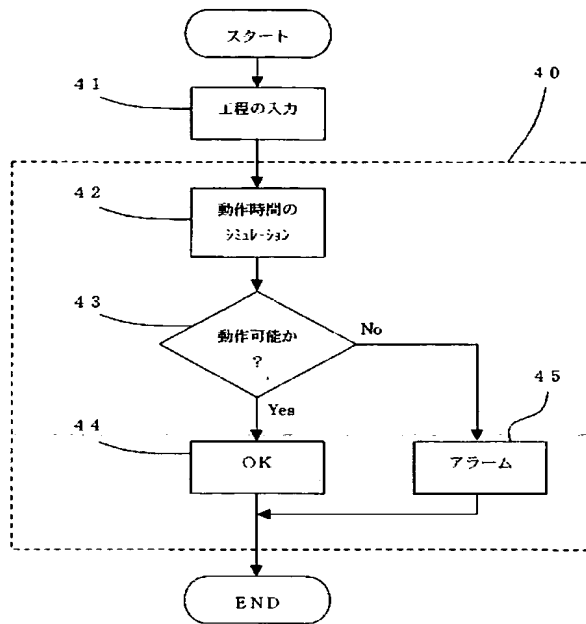 スタート
41
工程の入力
40
42
動作時間の
シミュレーション
43
動作可能か
?
No
Yes
45
44
OK
アラーム
END